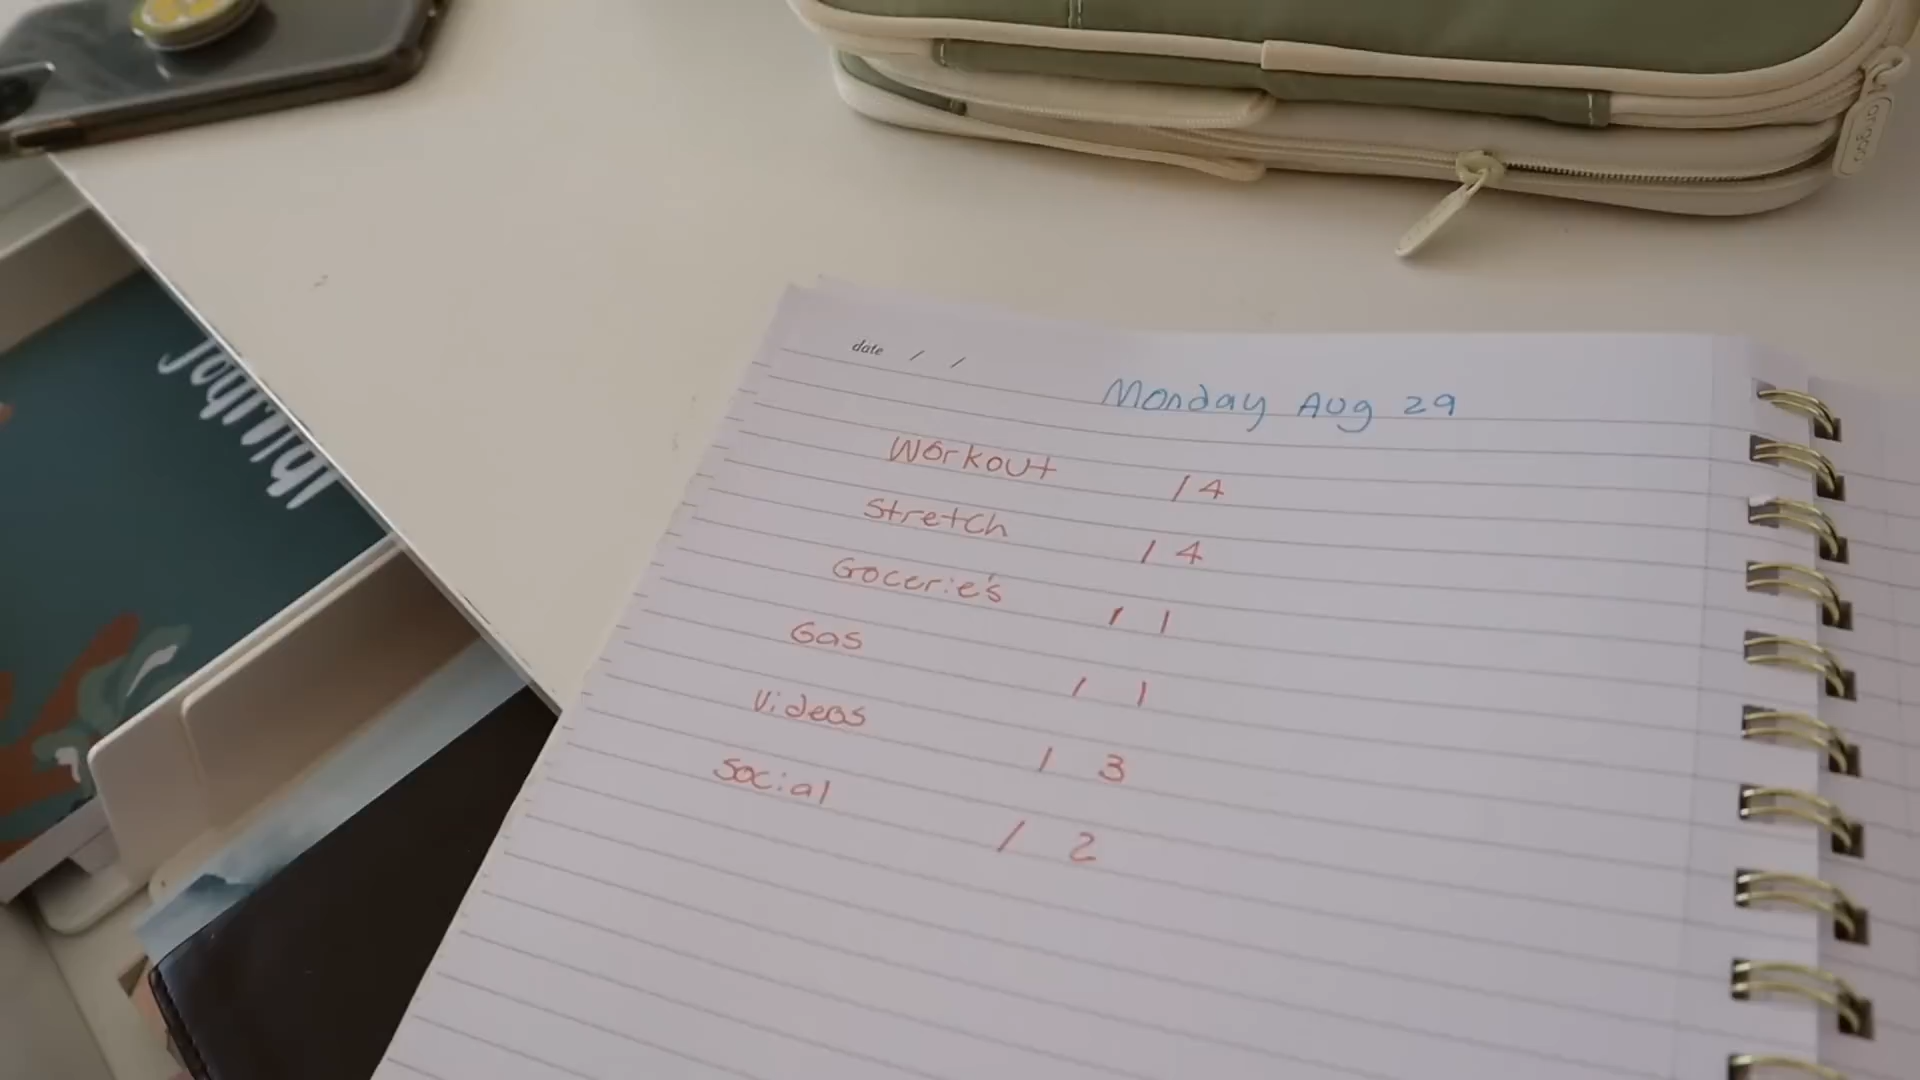 date / /
Monday Aug 29
Workout / 4
Stretch / 4
Gocerie's / 1
Gas / 1
Videos / 3
Social / 2
Journal